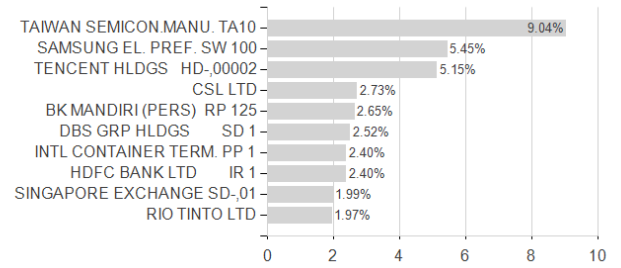 TAIWAN SEMICON.MANU. TA10 9.04%
SAMSUNG EL. PREF. SW 100 5.45%
TENCENT HLDGS HD-,00002 5.15%
CSL LTD 2.73%
BK MANDIRI (PERS) RP 125 2.65%
DBS GRP HLDGS SD 1 2.52%
INTL CONTAINER TERM. PP 1 2.40%
HDFC BANK LTD IR 1 2.40%
SINGAPORE EXCHANGE SD-,01 1.99%
RIO TINTO LTD 1.97%
0 2 4 6 8 10